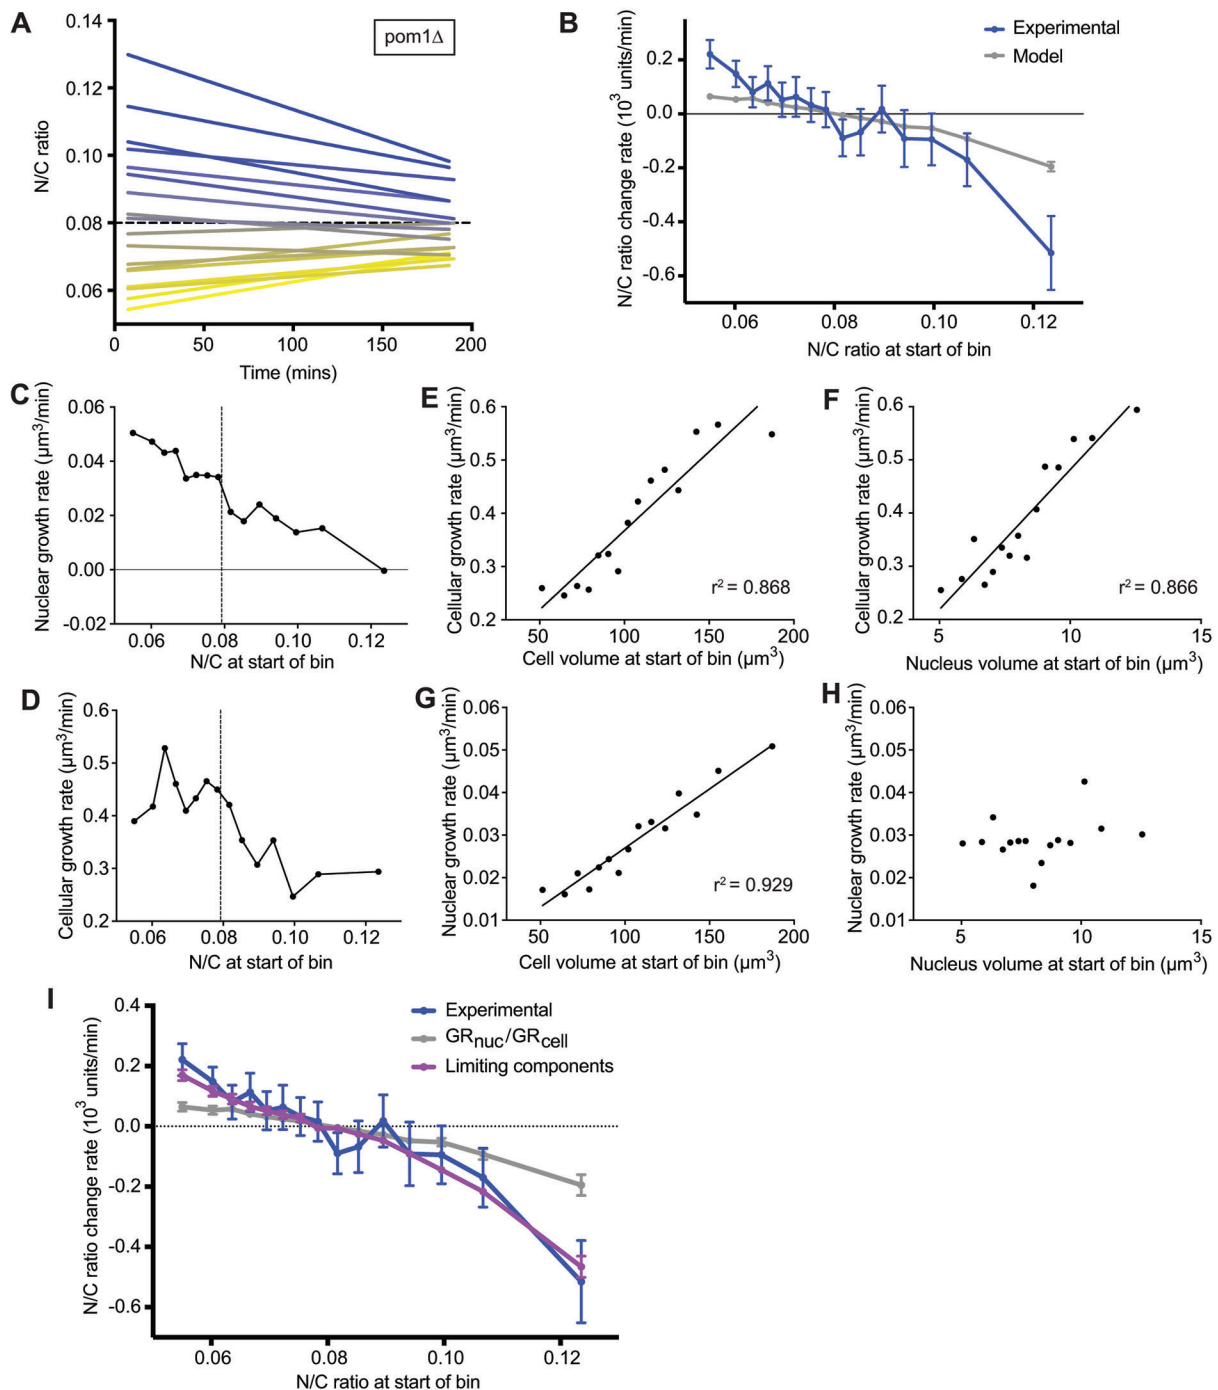 A
pom1Δ
N/C ratio
0.14
0.12
0.10
0.08
0.06
0
50
100
150
200
Time (mins)
B
Experimental
Model
N/C ratio change rate (10³ units/min)
0.2
0.0
-0.2
-0.4
-0.6
0.06
0.08
0.10
0.12
N/C ratio at start of bin
C
Nuclear growth rate (µm³/min)
0.06
0.04
0.02
0.00
-0.02
0.06
0.08
0.10
0.12
N/C at start of bin
E
Cellular growth rate (µm³/min)
0.6
0.5
0.4
0.3
0.2
r² = 0.868
50
100
150
200
Cell volume at start of bin (µm³)
F
Cellular growth rate (µm³/min)
0.6
0.5
0.4
0.3
0.2
r² = 0.866
5
10
15
Nucleus volume at start of bin (µm³)
D
Cellular growth rate (µm³/min)
0.6
0.5
0.4
0.3
0.2
0.06
0.08
0.10
0.12
N/C at start of bin
G
Nuclear growth rate (µm³/min)
0.06
0.05
0.04
0.03
0.02
0.01
r² = 0.929
50
100
150
200
Cell volume at start of bin (µm³)
H
Nuclear growth rate (µm³/min)
0.06
0.05
0.04
0.03
0.02
0.01
5
10
15
Nucleus volume at start of bin (µm³)
I
Experimental
GRnuc/GRcell
Limiting components
N/C ratio change rate (10³ units/min)
0.4
0.2
0.0
-0.2
-0.4
-0.6
0.06
0.08
0.10
0.12
N/C ratio at start of bin